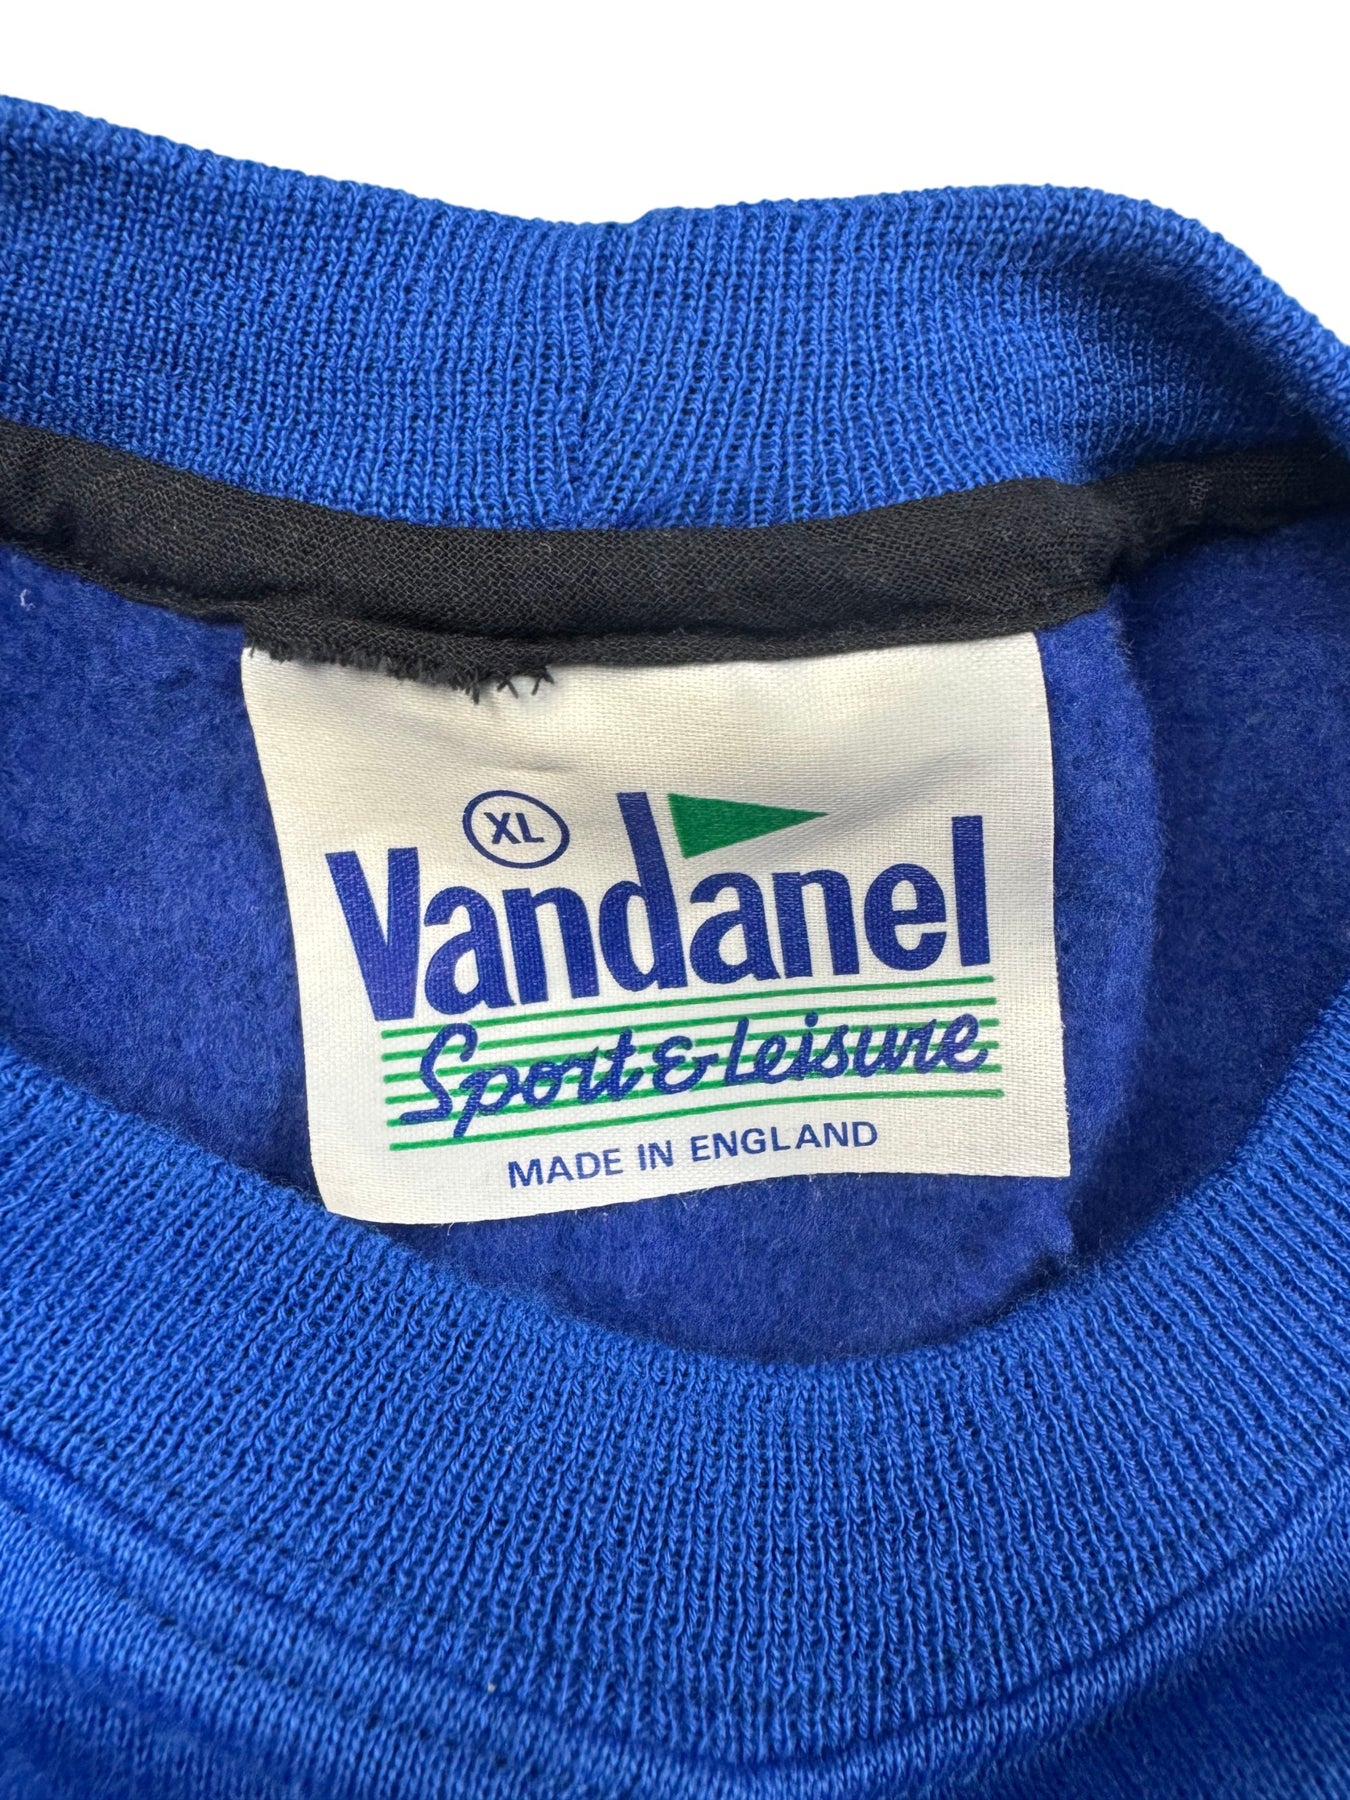 XL
Vandanel
Sport & Leisure
MADE IN ENGLAND